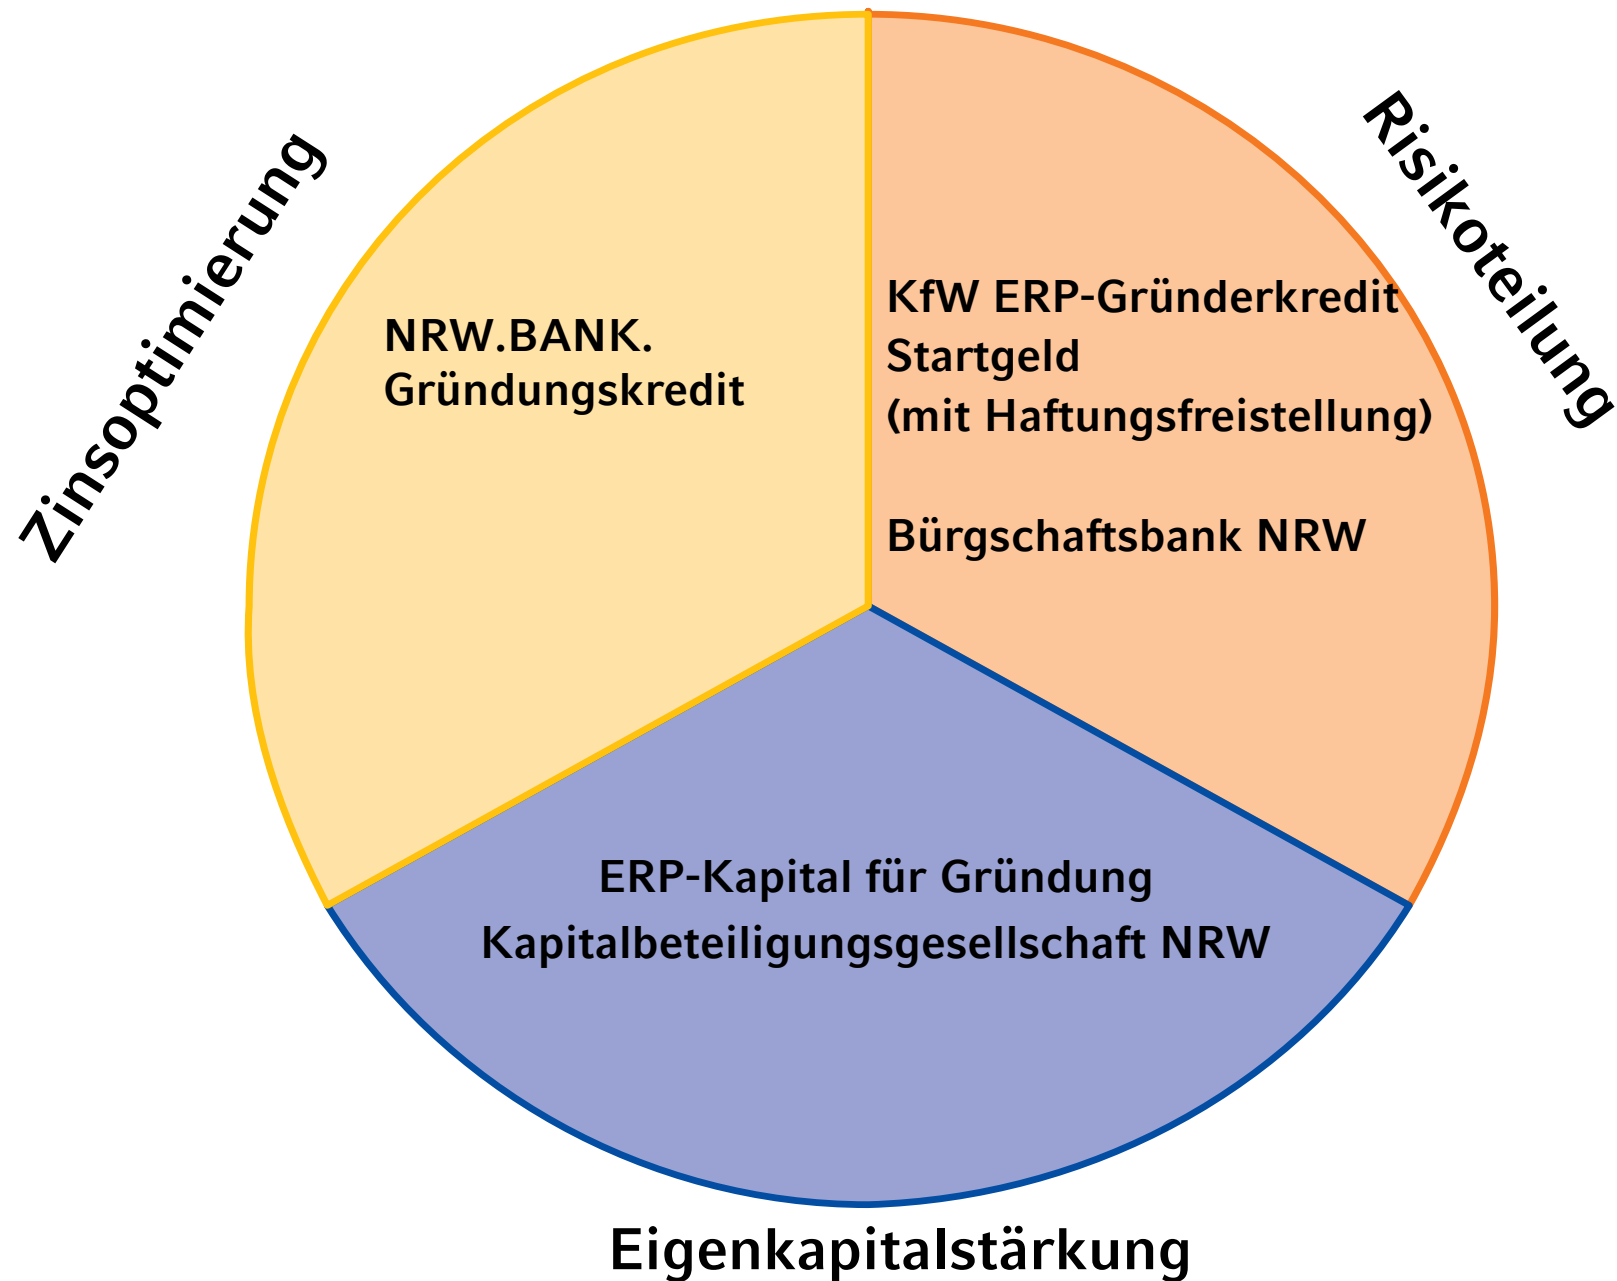 Zinsoptimierung
NRW.BANK.
Gründungskredit
Risikoteilung
KfW ERP-Gründerkredit
Startgeld
(mit Haftungsfreistellung)
Bürgschaftsbank NRW
ERP-Kapital für Gründung
Kapitalbeteiligungsgesellschaft NRW
Eigenkapitalstärkung